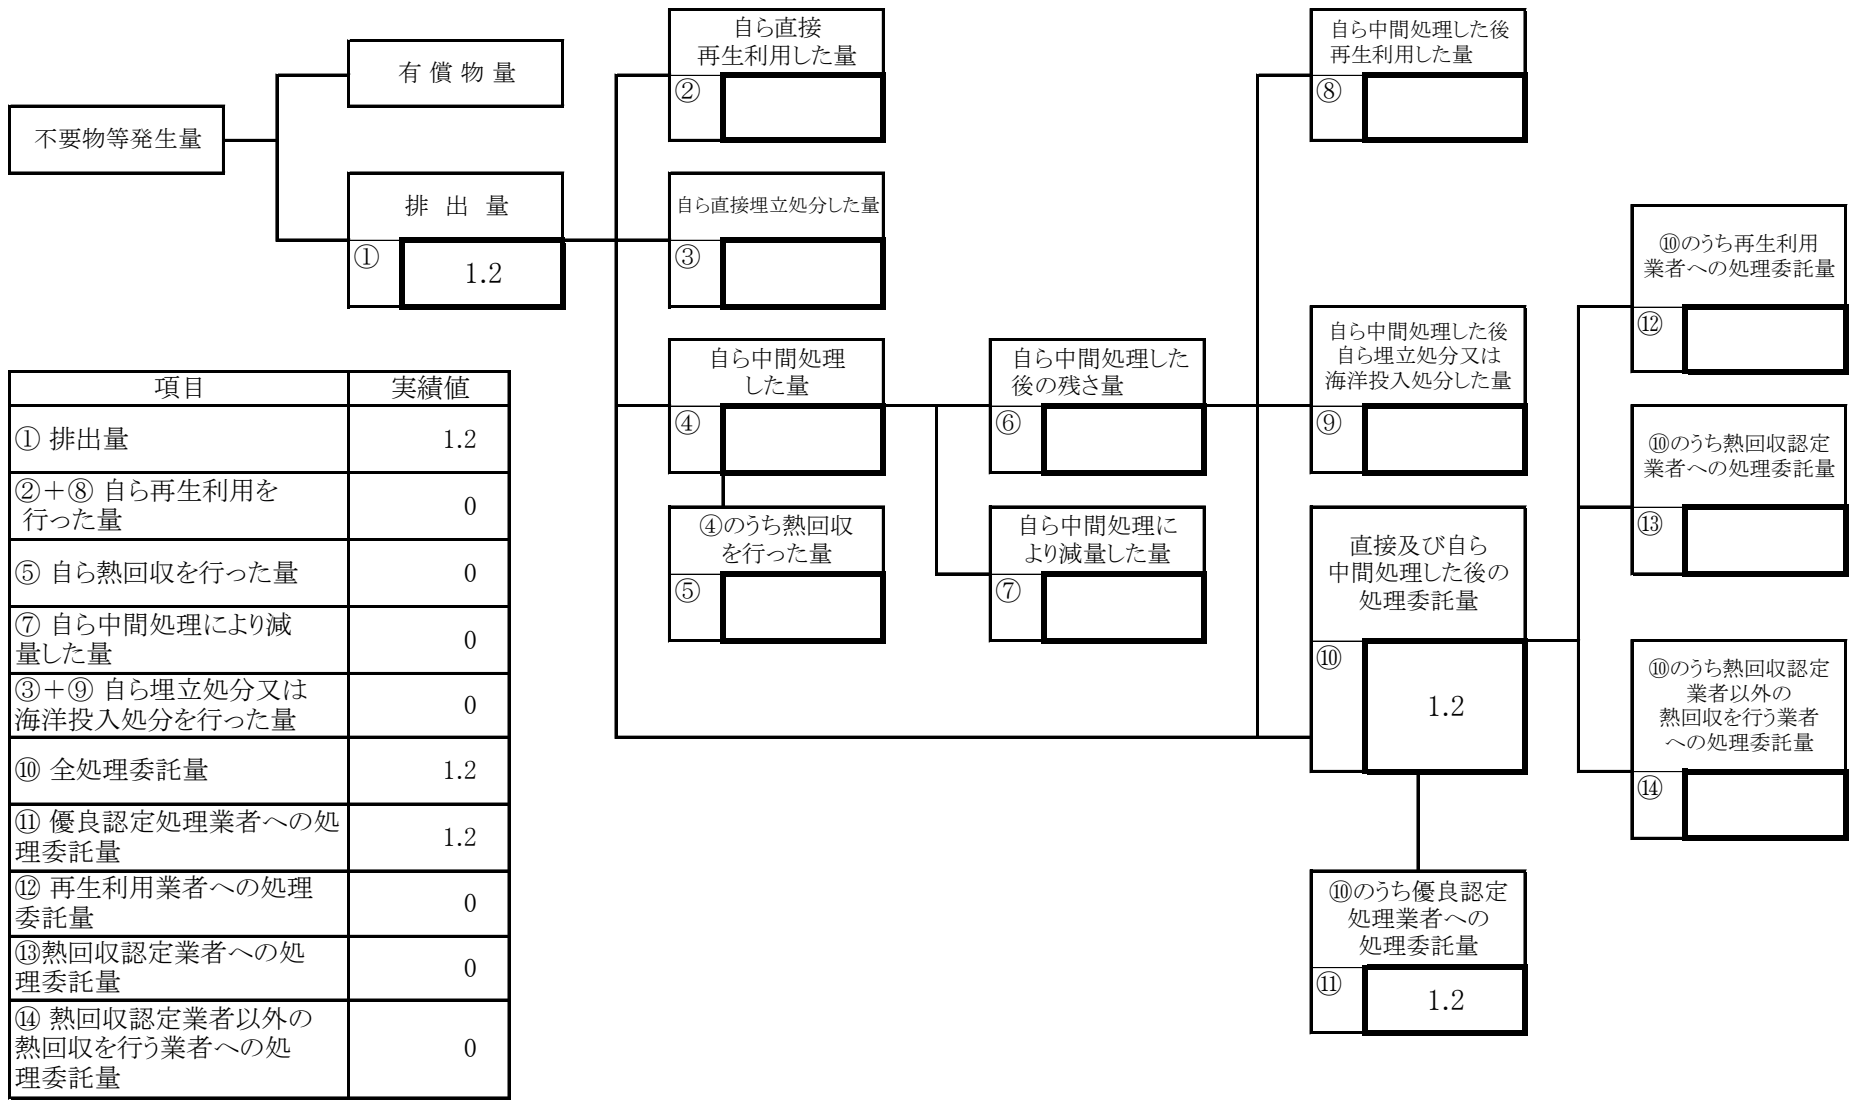 不要物等発生量
有 償 物 量
排 出 量
①
1.2
自ら直接
再生利用した量
②
自ら直接埋立処分した量
③
自ら中間処理
した量
④
④のうち熱回収
を行った量
⑤
自ら中間処理した
後の残さ量
⑥
自ら中間処理に
より減量した量
⑦
自ら中間処理した後
再生利用した量
⑧
自ら中間処理した後
自ら埋立処分又は
海洋投入処分した量
⑨
直接及び自ら
中間処理した後の
処理委託量
⑩
1.2
⑩のうち優良認定
処理業者への
処理委託量
⑪
1.2
⑩のうち再生利用
業者への処理委託量
⑫
⑩のうち熱回収認定
業者への処理委託量
⑬
⑩のうち熱回収認定
業者以外の
熱回収を行う業者
への処理委託量
⑭
項目 実績値
① 排出量 1.2
②＋⑧ 自ら再生利用を
行った量 0
⑤ 自ら熱回収を行った量 0
⑦ 自ら中間処理により減
量した量 0
③＋⑨ 自ら埋立処分又は
海洋投入処分を行った量 0
⑩ 全処理委託量 1.2
⑪ 優良認定処理業者への処
理委託量 1.2
⑫ 再生利用業者への処理
委託量 0
⑬熱回収認定業者への処
理委託量 0
⑭ 熱回収認定業者以外の
熱回収を行う業者への処
理委託量 0